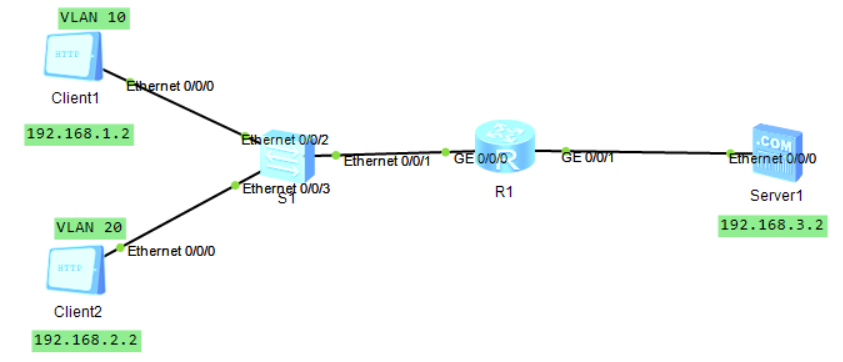 VLAN 10
HTTP
Ethernet 0/0/0
Client1
192.168.1.2
Ethernet 0/0/2
Ethernet 0/0/1
GE 0/0/0
R
GE 0/0/1
.COM
Ethernet 0/0/0
Ethernet 0/0/3
S1
R1
Server1
192.168.3.2
VLAN 20
Ethernet 0/0/0
HTTP
Client2
192.168.2.2